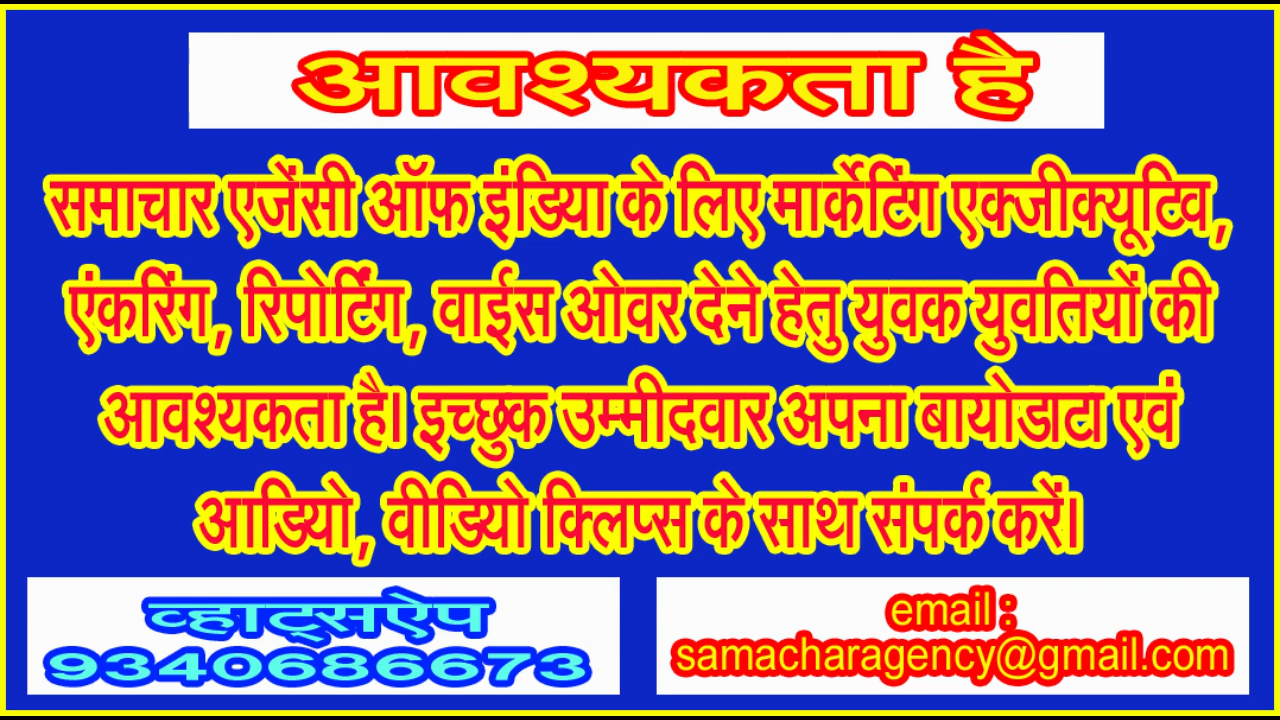 आवश्यकता है
समाचार एजेंसी ऑफ इंडिया के लिए मार्केटिंग एक्जीक्यूटिव,
एंकरिंग, रिपोर्टिंग, वाईस ओवर देने हेतु युवक युवतियों की
आवश्यकता है। इच्छुक उम्मीदवार अपना बायोडाटा एवं
आडियो, वीडियो क्लिप्स के साथ संपर्क करें।
व्हाट्सऐप
9340686673
email :
samacharagency@gmail.com